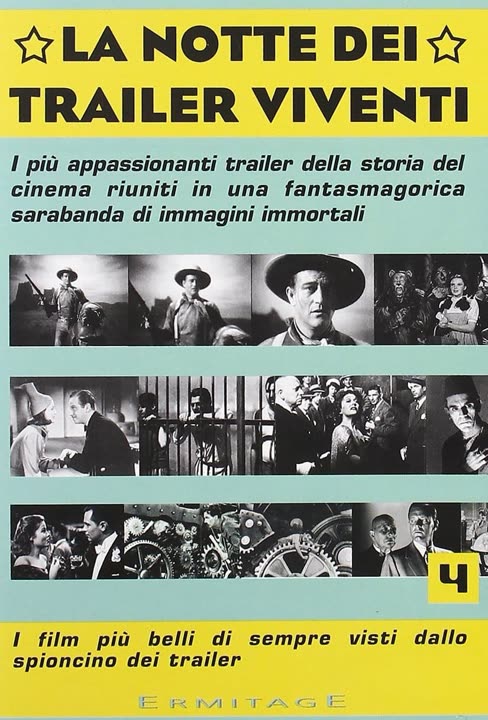 LA NOTTE DEI
TRAILER VIVENTI
I più appassionanti trailer della storia del
cinema riuniti in una fantasmagorica
sarabanda di immagini immortali
4
I film più belli di sempre visti dallo
spioncino dei trailer
ERMITAGE